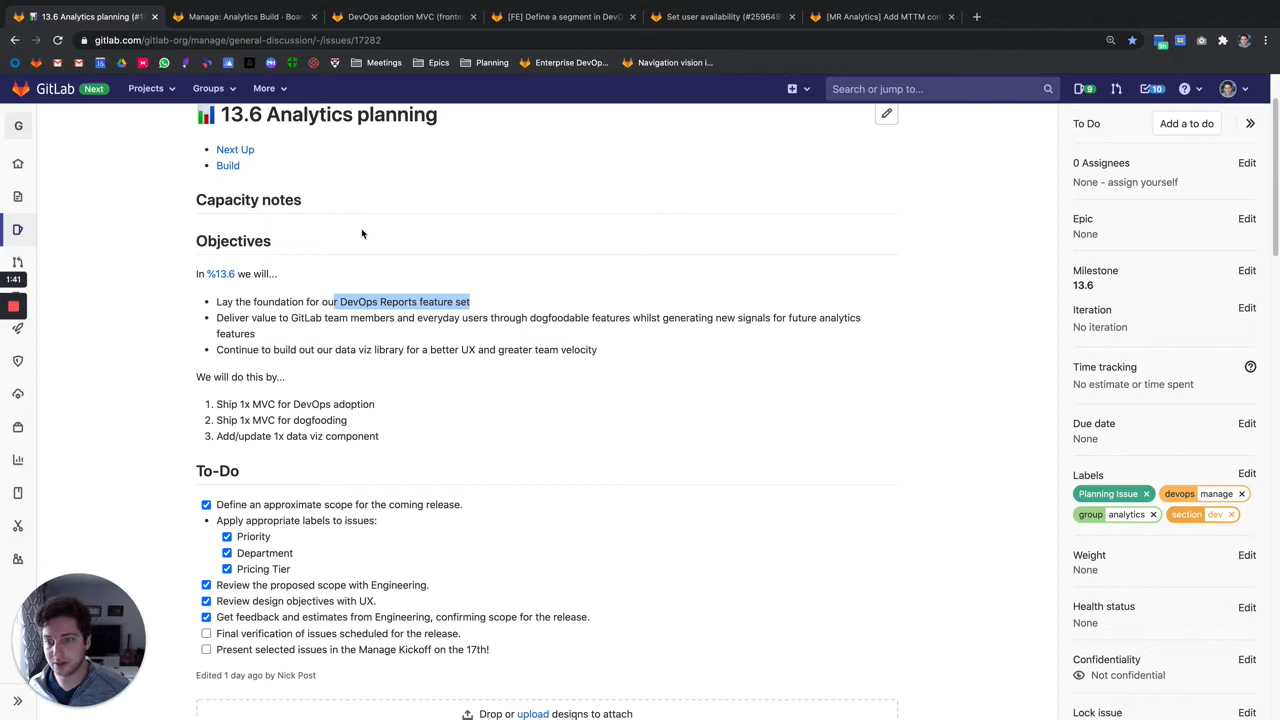 13.6 Analytics planning (#1
Manage: Analytics Build · Boar
DevOps adoption MVC (fronte
[FE] Define a segment in DevO
Set user availability (#259649
[MR Analytics] Add MTTM con
gitlab.com/gitlab-org/manage/general-discussion/-/issues/17282
Meetings
Epics
Planning
Enterprise DevOp...
Navigation vision i...
GitLab
Next
Projects
Groups
More
Search or jump to...
9
10
G
1:41
13.6 Analytics planning
Next Up
Build
Capacity notes
Objectives
In %13.6 we will...
Lay the foundation for our DevOps Reports feature set
Deliver value to GitLab team members and everyday users through dogfoodable features whilst generating new signals for future analytics
features
Continue to build out our data viz library for a better UX and greater team velocity
We will do this by...
1. Ship 1x MVC for DevOps adoption
2. Ship 1x MVC for dogfooding
3. Add/update 1x data viz component
To-Do
Define an approximate scope for the coming release.
Apply appropriate labels to issues:
Priority
Department
Pricing Tier
Review the proposed scope with Engineering.
Review design objectives with UX.
Get feedback and estimates from Engineering, confirming scope for the release.
Final verification of issues scheduled for the release.
Present selected issues in the Manage Kickoff on the 17th!
Edited 1 day ago by Nick Post
Drop or upload designs to attach
To Do
Add a to do
0 Assignees
Edit
None - assign yourself
Epic
Edit
None
Milestone
Edit
13.6
Iteration
Edit
No iteration
Time tracking
No estimate or time spent
Due date
Edit
None
Labels
Edit
Planning Issue
devops manage
group analytics
section dev
Weight
Edit
None
Health status
Edit
None
Confidentiality
Edit
Not confidential
Lock issue
Edit